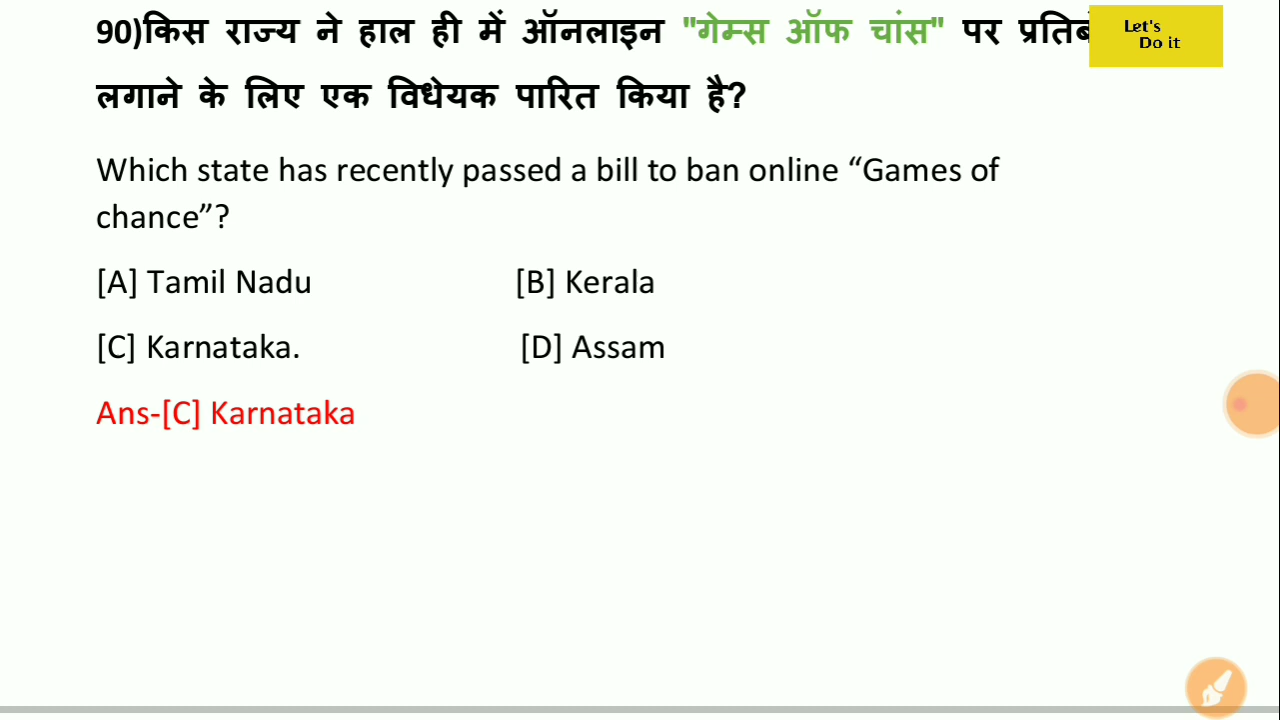 90)किस राज्य ने हाल ही में ऑनलाइन "गेम्स ऑफ चांस" पर
Let's
Do it
लगाने के लिए एक विधेयक पारित किया है?
Which state has recently passed a bill to ban online “Games of
chance”?
[A] Tamil Nadu [B] Kerala
[C] Karnataka. [D] Assam
Ans-[C] Karnataka